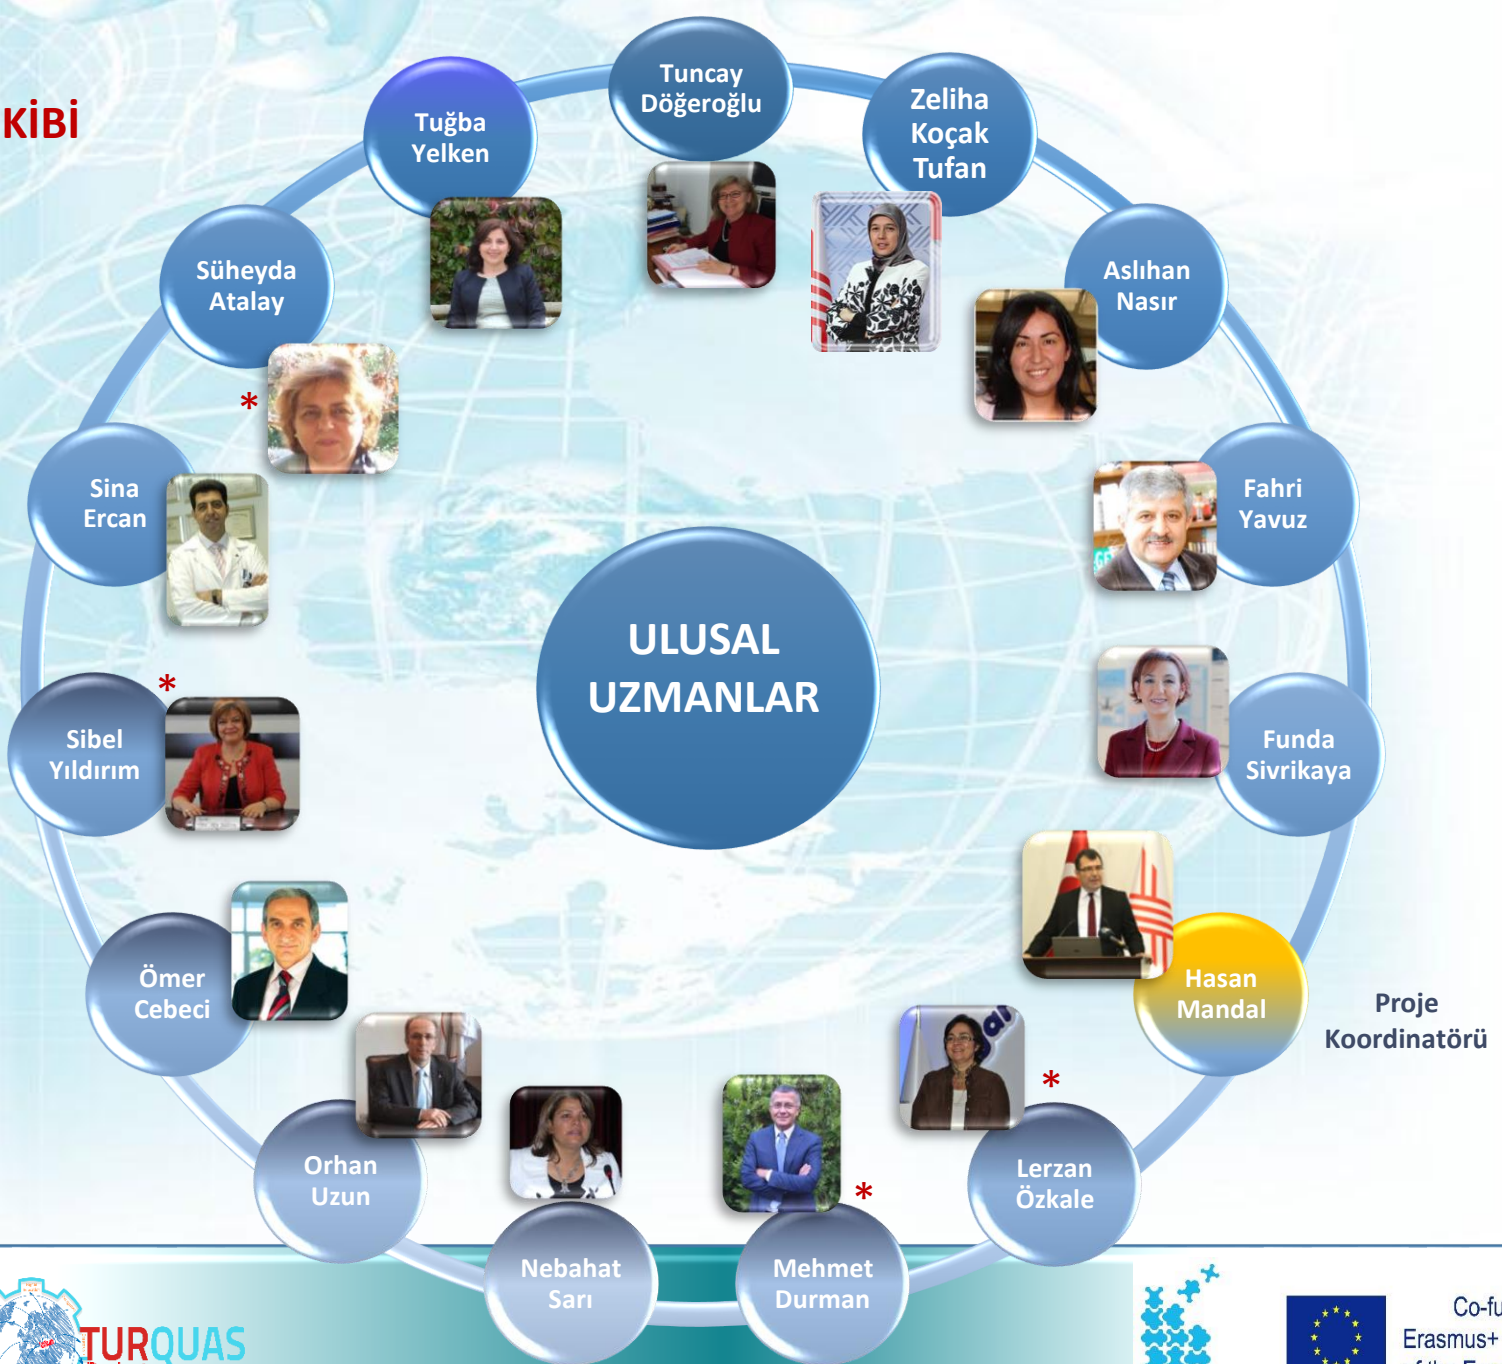 KİBİ
Tuncay
Döğeroğlu
Zeliha
Koçak
Tufan
Aslıhan
Nasır
Fahri
Yavuz
Funda
Sivrikaya
Hasan
Mandal
Proje
Koordinatörü
*
Lerzan
Özkale
*
Mehmet
Durman
Nebahat
Sarı
Orhan
Uzun
Ömer
Cebeci
*
Sibel
Yıldırım
Sina
Ercan
*
Süheyda
Atalay
Tuğba
Yelken
ULUSAL
UZMANLAR
TURQUAS
Co-fu
Erasmus+